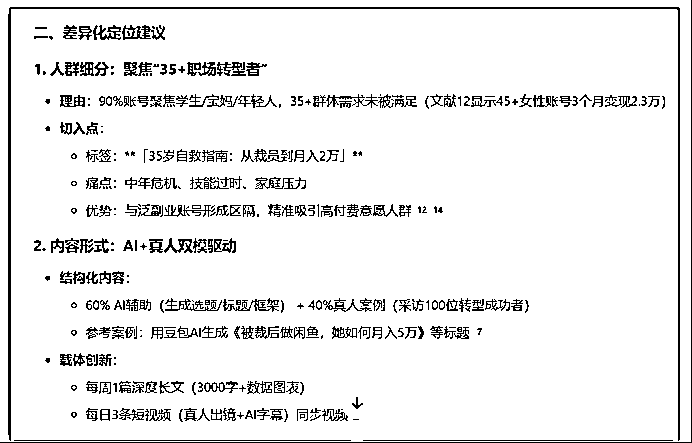 二、差异化定位建议
1. 人群细分：聚焦“35+职场转型者”
• 理由：90%账号聚焦学生/宝妈/年轻人，35+群体需求未被满足（文献12显示45+女性账号3个月变现2.3万）
• 切入点：
标签：**「35岁自救指南：从裁员到月入2万」**
痛点：中年危机、技能过时、家庭压力
优势：与泛副业账号形成区隔，精准吸引高付费意愿人群 12 14
2. 内容形式：AI+真人双模驱动
• 结构化内容：
60% AI辅助（生成选题/标题/框架） + 40%真人案例（采访100位转型成功者）
参考案例：用豆包AI生成《被裁后做闲鱼，她如何月入5万》等标题 7
• 载体创新：
每周1篇深度长文（3000字+数据图表）
每日3条短视频（真人出镜+AI字幕）同步视频